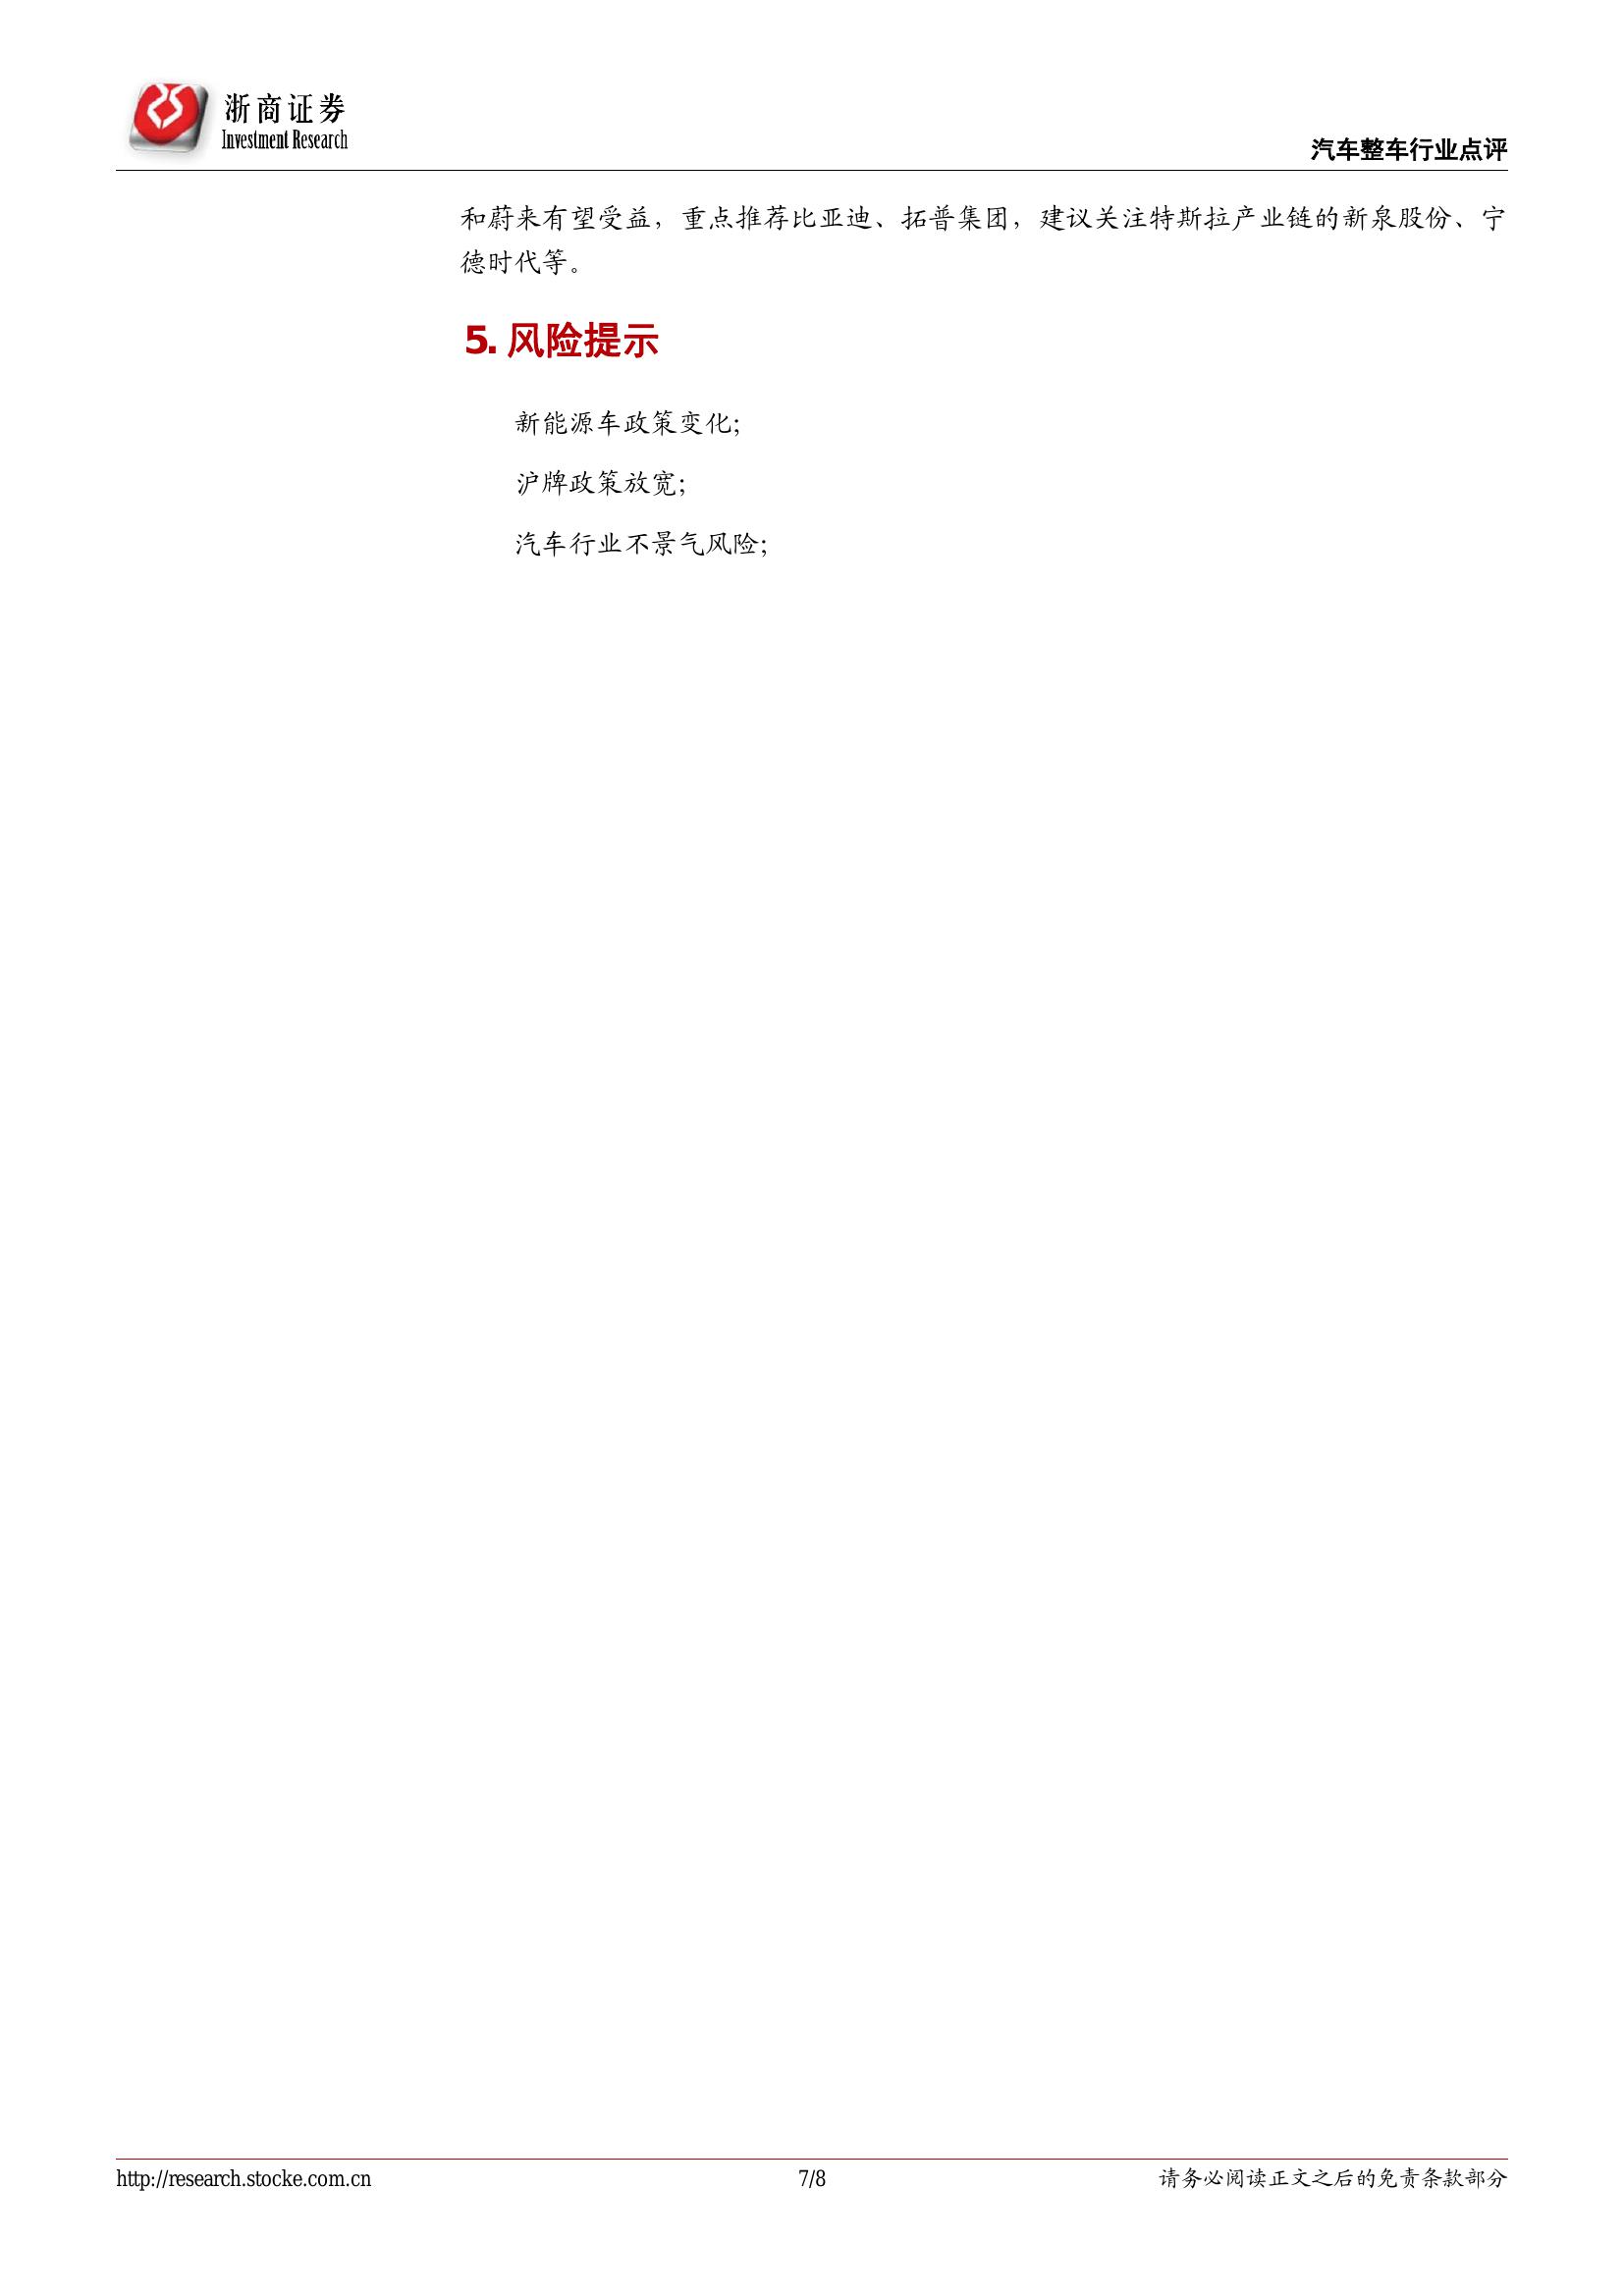 浙商证券
Investment Research
汽车整车行业点评
和蔚来有望受益，重点推荐比亚迪、拓普集团，建议关注特斯拉产业链的新泉股份、宁
德时代等。
5. 风险提示
新能源车政策变化；
沪牌政策放宽；
汽车行业不景气风险；
http://research.stocke.com.cn
7/8
请务必阅读正文之后的免责条款部分